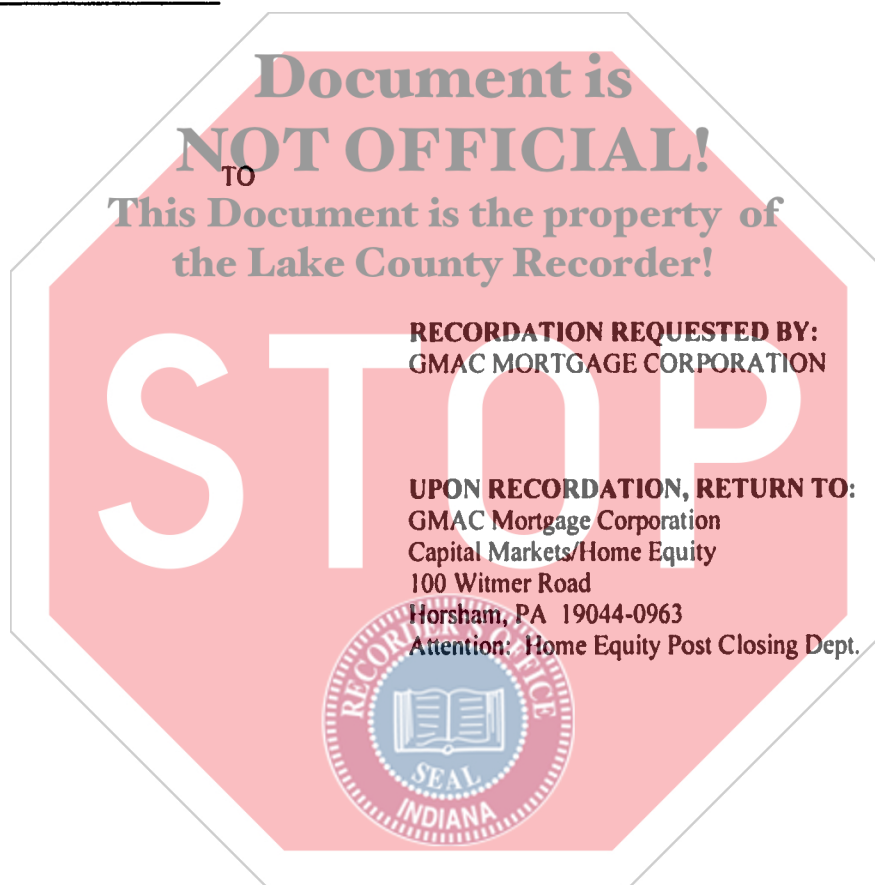 Document is
NOT OFFICIAL!
TO
This Document is the property of
the Lake County Recorder!
RECORDATION REQUESTED BY:
GMAC MORTGAGE CORPORATION
STOP
UPON RECORDATION, RETURN TO:
GMAC Mortgage Corporation
Capital Markets/Home Equity
100 Witmer Road
Horsham, PA 19044-0963
Attention: Home Equity Post Closing Dept.
RECORDER'S OFFICE
SEAL
INDIANA